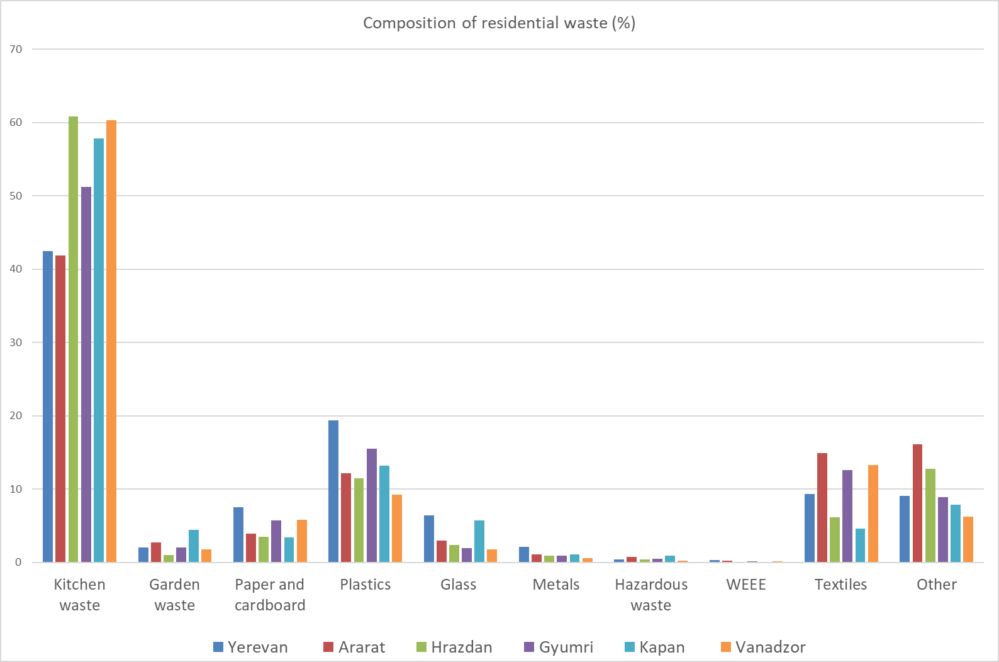 Composition of residential waste (%)
70
60
50
40
30
20
10
0
Kitchen waste
Garden waste
Paper and cardboard
Plastics
Glass
Metals
Hazardous waste
WEEE
Textiles
Other
Yerevan
Ararat
Hrazdan
Gyumri
Kapan
Vanadzor